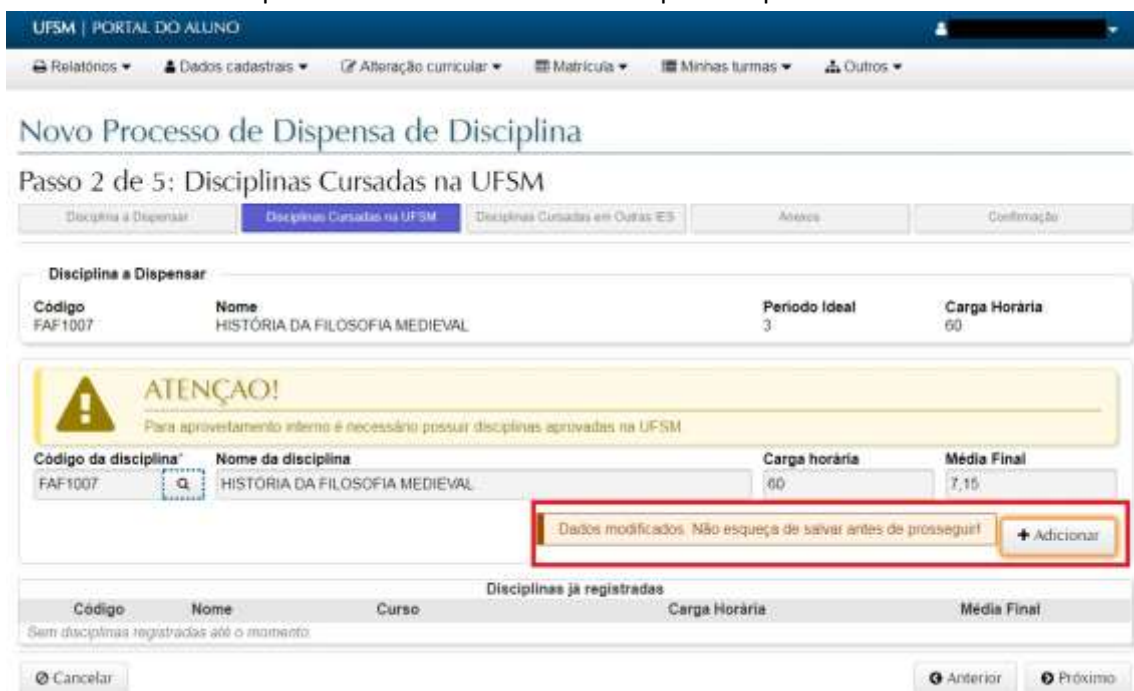 UFSM | PORTAL DO ALUNO
Relatórios Dados cadastrais Alteração curricular Matrícula Minhas turmas Outros
Novo Processo de Dispensa de Disciplina
Passo 2 de 5: Disciplinas Cursadas na UFSM
Disciplina a Dispensar Disciplinas Cursadas na UFSM Disciplinas Cursadas em Outras IES Anexos Confirmação
Disciplina a Dispensar
Código Nome Período Ideal Carga Horária
FAF1007 HISTÓRIA DA FILOSOFIA MEDIEVAL 3 60
ATENÇÃO!
Para aproveitamento interno é necessário possuir disciplinas aprovadas na UFSM
Código da disciplina* Nome da disciplina Carga horária Média Final
FAF1007 HISTÓRIA DA FILOSOFIA MEDIEVAL 60 7,15
Dados modificados. Não esqueça de salvar antes de prosseguir! + Adicionar
Disciplinas já registradas
Código Nome Curso Carga Horária Média Final
Sem disciplinas registradas até o momento.
Cancelar Anterior Próximo